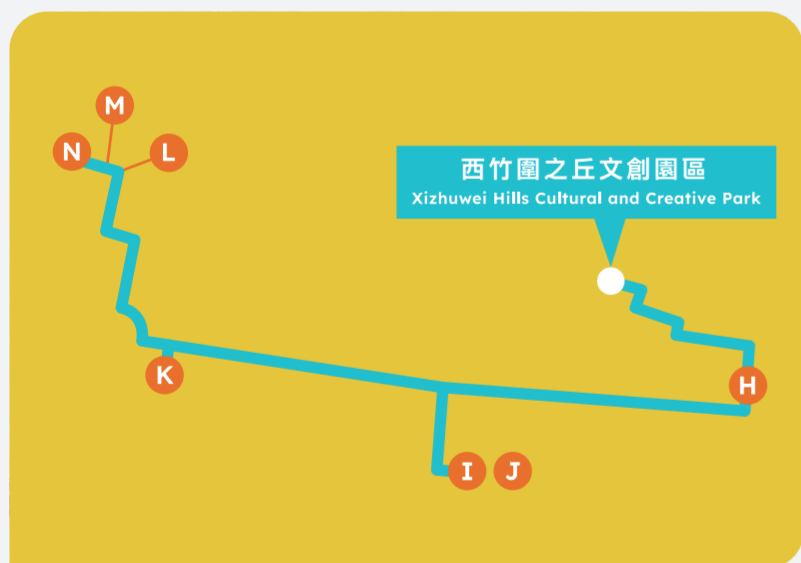 M
N
L
西竹圍之丘文創園區
Xizhuwei Hills Cultural and Creative Park
K
H
I
J